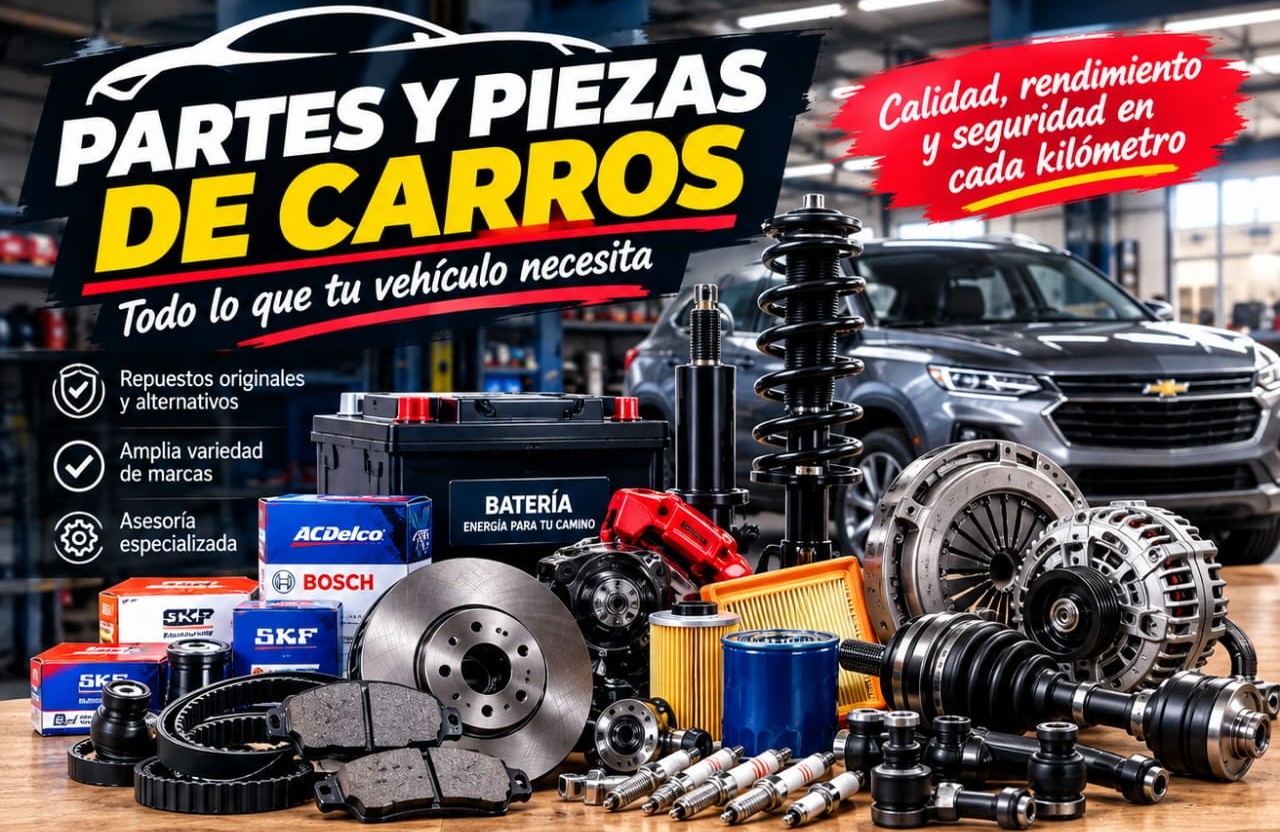 PARTES Y PIEZAS
DE CARROS
Todo lo que tu vehículo necesita
Calidad, rendimiento
y seguridad en
cada kilómetro
Repuestos originales
y alternativos
Amplia variedad
de marcas
Asesoría
especializada
BATERÍA
ENERGÍA PARA TU CAMINO
ACDelco
BOSCH
SKF
SKF
SKF